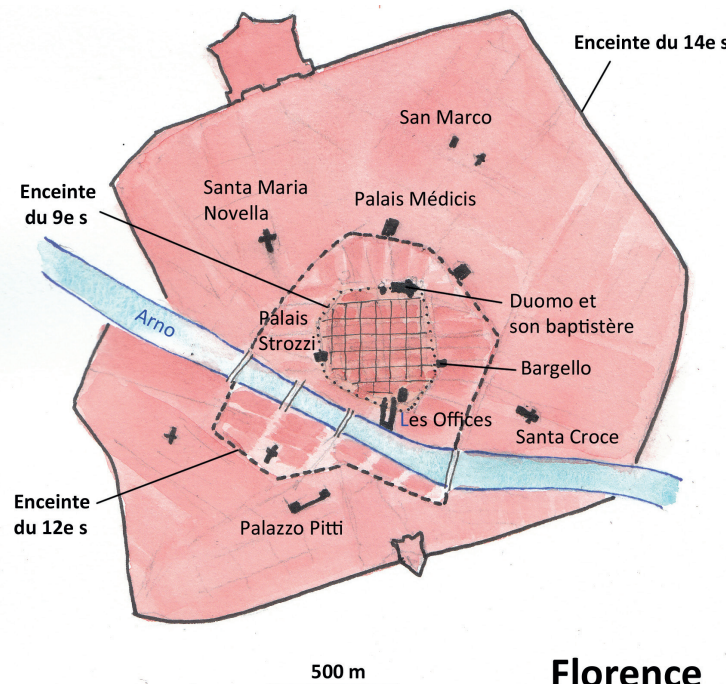 Enceinte du 14e s
San Marco
Enceinte
du 9e s
Santa Maria
Novella
Palais Médicis
Arno
Palais
Strozzi
Duomo et
son baptistère
Bargello
Les Offices
Santa Croce
Enceinte
du 12e s
Palazzo Pitti
500 m
Florence